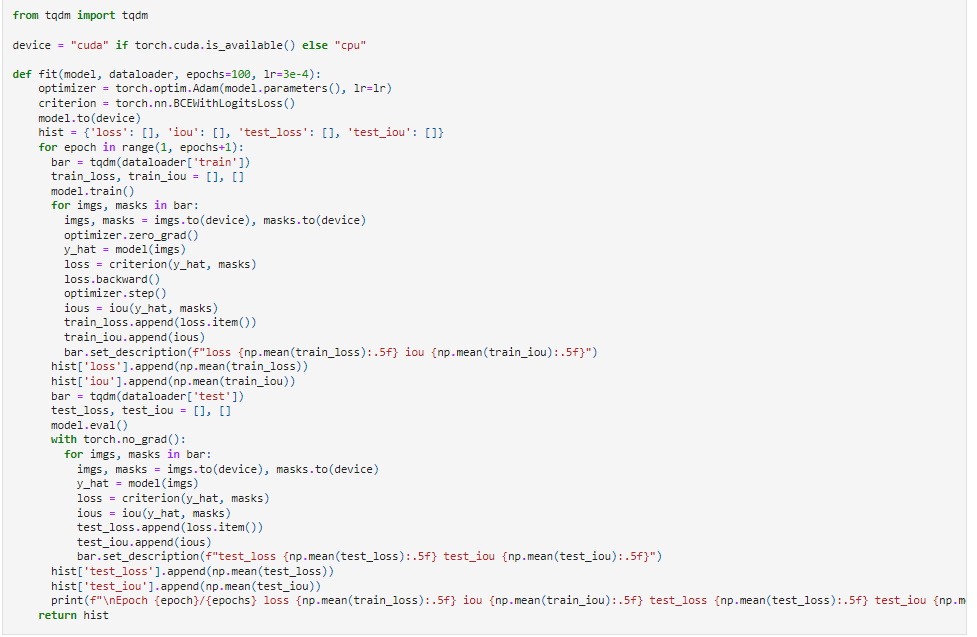 from tqdm import tqdm
device = "cuda" if torch.cuda.is_available() else "cpu"
def fit(model, dataloader, epochs=100, lr=3e-4):
optimizer = torch.optim.Adam(model.parameters(), lr=lr)
criterion = torch.nn.BCEWithLogitsLoss()
model.to(device)
hist = {'loss': [], 'iou': [], 'test_loss': [], 'test_iou': []}
for epoch in range(1, epochs+1):
bar = tqdm(dataloader['train'])
train_loss, train_iou = [], []
model.train()
for imgs, masks in bar:
imgs, masks = imgs.to(device), masks.to(device)
optimizer.zero_grad()
y_hat = model(imgs)
loss = criterion(y_hat, masks)
loss.backward()
optimizer.step()
ious = iou(y_hat, masks)
train_loss.append(loss.item())
train_iou.append(ious)
bar.set_description(f"loss {np.mean(train_loss):.5f} iou {np.mean(train_iou):.5f}")
hist['loss'].append(np.mean(train_loss))
hist['iou'].append(np.mean(train_iou))
bar = tqdm(dataloader['test'])
test_loss, test_iou = [], []
model.eval()
with torch.no_grad():
for imgs, masks in bar:
imgs, masks = imgs.to(device), masks.to(device)
y_hat = model(imgs)
loss = criterion(y_hat, masks)
ious = iou(y_hat, masks)
test_loss.append(loss.item())
test_iou.append(ious)
bar.set_description(f"test_loss {np.mean(test_loss):.5f} test_iou {np.mean(test_iou):.5f}")
hist['test_loss'].append(np.mean(test_loss))
hist['test_iou'].append(np.mean(test_iou))
print(f"\nEpoch {epoch}/{epochs} loss {np.mean(train_loss):.5f} iou {np.mean(train_iou):.5f} test_loss {np.mean(test_loss):.5f} test_iou {np.m
return hist